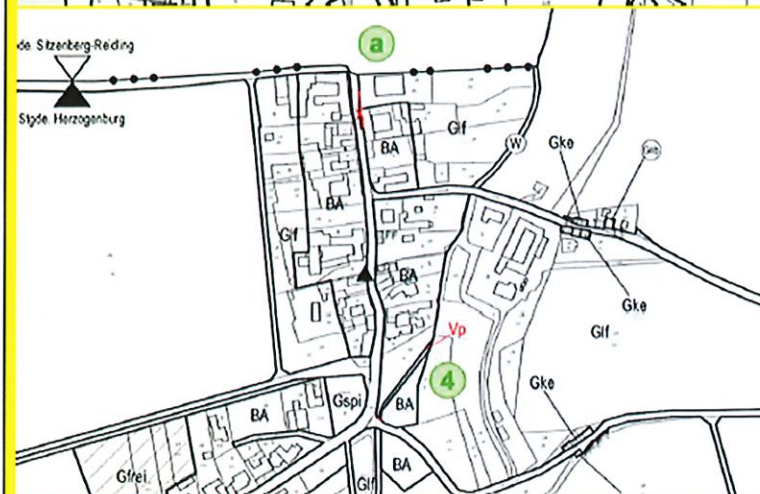 de. Sitzenberg-Reidling
a
Stgde. Herzogenburg
Glf
BA
W
Gke
BA
Glf
BA
Gke
Glf
Vp
4
Gke
Gspi
BA
BA
BA
Gfrei
Glf